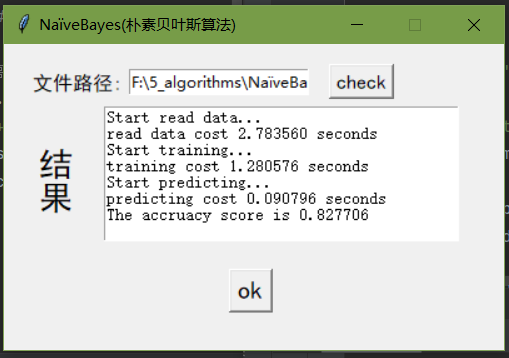 NaïveBayes(朴素贝叶斯算法)
文件路径: F:\5_algorithms\NaïveBa check
Start read data...
read data cost 2.783560 seconds
Start training...
training cost 1.280576 seconds
Start predicting...
predicting cost 0.090796 seconds
The accruacy score is 0.827706
结
果
ok